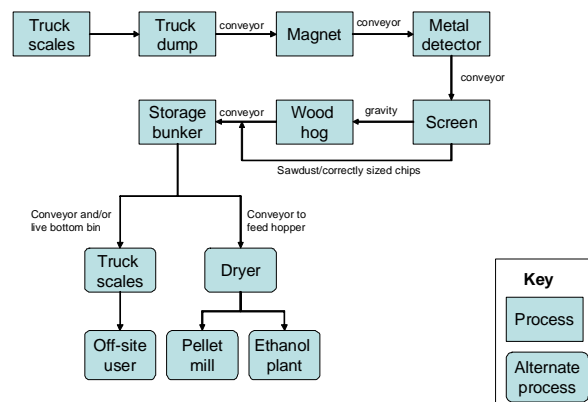 Truck
scales
Truck
dump
conveyor
Magnet
conveyor
Metal
detector
conveyor
Storage
bunker
conveyor
Wood
hog
gravity
Screen
Sawdust/correctly sized chips
Conveyor and/or
live bottom bin
Conveyor to
feed hopper
Truck
scales
Dryer
Off-site
user
Pellet
mill
Ethanol
plant
Key
Process
Alternate
process